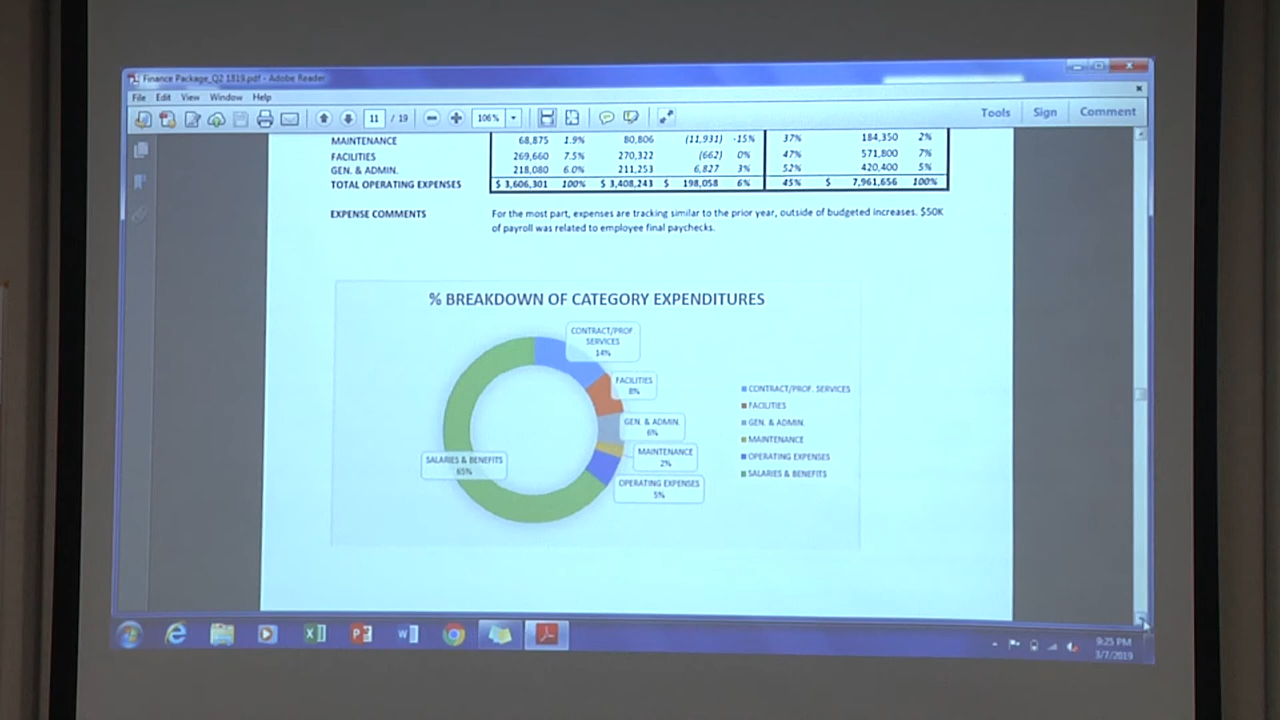 Finance Package_Q2 1819.pdf - Adobe Reader
File Edit View Window Help
11 / 19 106% Tools Sign Comment
MAINTENANCE 68,875 1.9% 80,806 (11,931) -15% 37% 184,350 2%
FACILITIES 269,660 7.5% 270,322 (662) 0% 47% 571,800 7%
GEN. & ADMIN. 218,080 6.0% 211,253 6,827 3% 52% 420,400 5%
TOTAL OPERATING EXPENSES $ 3,606,301 100% $ 3,408,243 $ 198,058 6% 45% $ 7,961,656 100%
EXPENSE COMMENTS For the most part, expenses are tracking similar to the prior year, outside of budgeted increases. $50K
of payroll was related to employee final paychecks.
% BREAKDOWN OF CATEGORY EXPENDITURES
CONTRACT/PROF.
SERVICES
14%
FACILITIES
8%
GEN. & ADMIN.
6%
MAINTENANCE
2%
OPERATING EXPENSES
5%
SALARIES & BENEFITS
65%
CONTRACT/PROF. SERVICES
FACILITIES
GEN. & ADMIN.
MAINTENANCE
OPERATING EXPENSES
SALARIES & BENEFITS
9:25 PM
3/7/2019